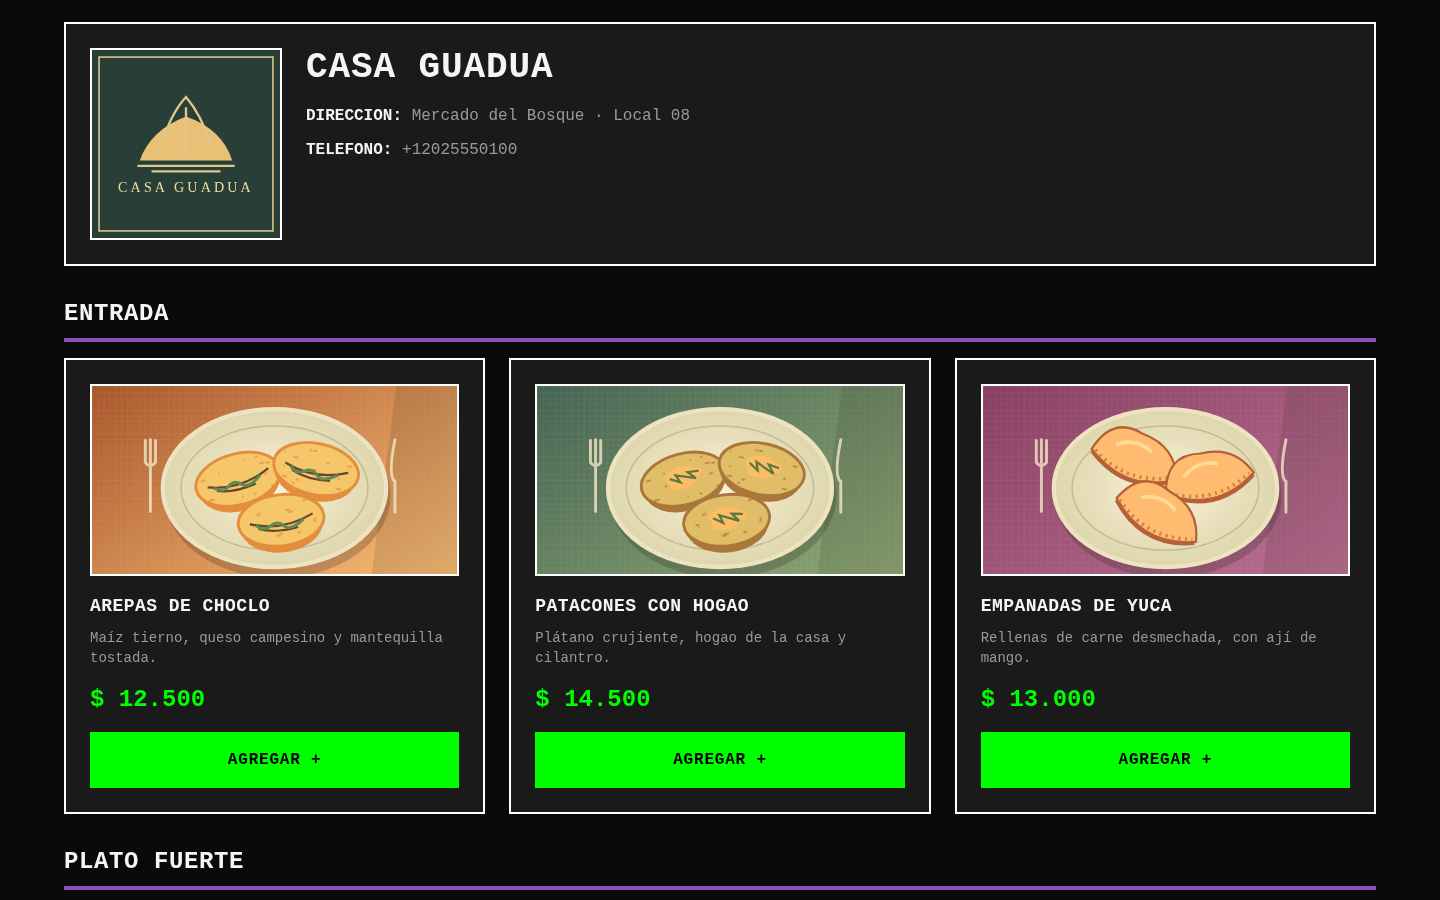 CASA GUADUA
CASA GUADUA
DIRECCION: Mercado del Bosque · Local 08
TELEFONO: +12025550100
ENTRADA
AREPAS DE CHOCLO
Maíz tierno, queso campesino y mantequilla
tostada.
$ 12.500
AGREGAR +
PATACONES CON HOGAO
Plátano crujiente, hogao de la casa y
cilantro.
$ 14.500
AGREGAR +
EMPANADAS DE YUCA
Rellenas de carne desmechada, con ají de
mango.
$ 13.000
AGREGAR +
PLATO FUERTE